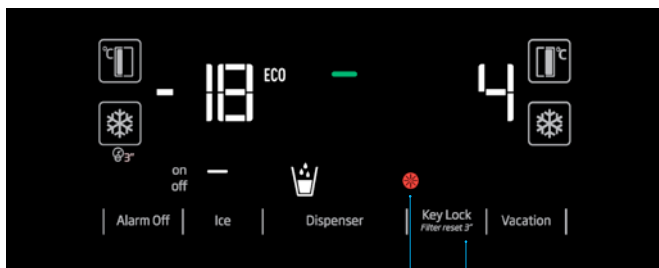 °C
- 18 ECO
4
°C
3"
on
off
Alarm Off
Ice
Dispenser
Key Lock
Filter reset 3"
Vacation